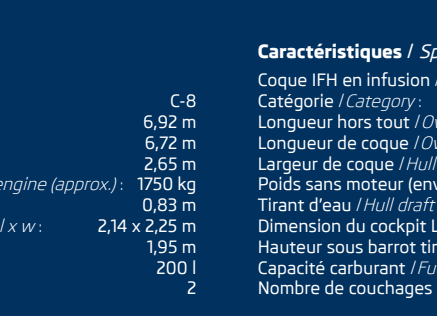 C-8
6,92 m
6,72 m
2,65 m
engine (approx.) : 1750 kg
0,83 m
l x w : 2,14 x 2,25 m
1,95 m
200 l
2
Caractéristiques / Sp
Coque IFH en infusion /
Catégorie / Category :
Longueur hors tout / Ov
Longueur de coque / Ov
Largeur de coque / Hull
Poids sans moteur (env
Tirant d'eau / Hull draft
Dimension du cockpit L
Hauteur sous barrot tir
Capacité carburant / Fu
Nombre de couchages